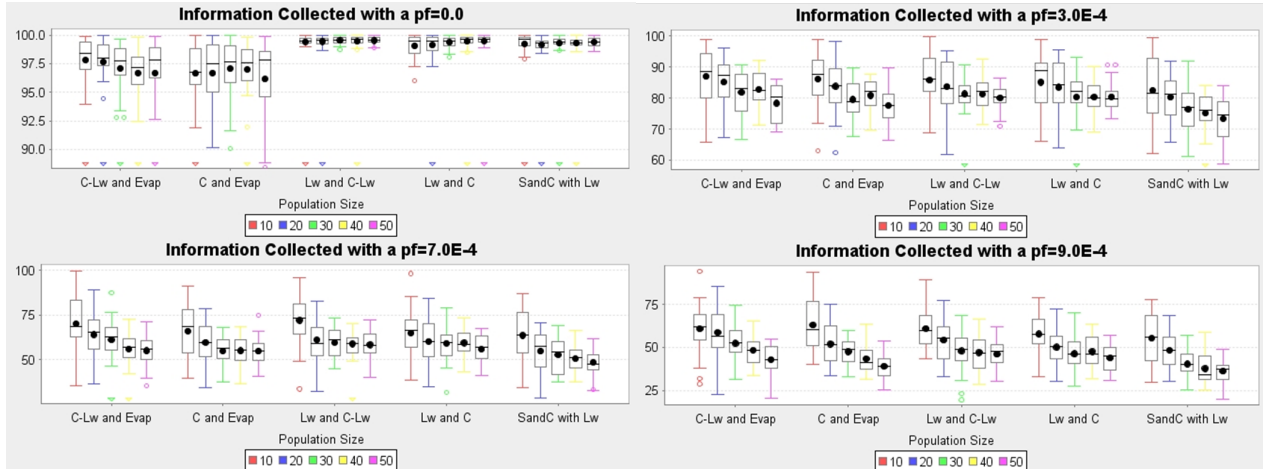 Information Collected with a pf=0.0
100.0
97.5
95.0
92.5
90.0
C-Lw and Evap C and Evap Lw and C-Lw Lw and C SandC with Lw
Population Size
10 20 30 40 50
Information Collected with a pf=3.0E-4
100
90
80
70
60
C-Lw and Evap C and Evap Lw and C-Lw Lw and C SandC with Lw
Population Size
10 20 30 40 50
Information Collected with a pf=7.0E-4
100
75
50
C-Lw and Evap C and Evap Lw and C-Lw Lw and C SandC with Lw
Population Size
10 20 30 40 50
Information Collected with a pf=9.0E-4
75
50
25
C-Lw and Evap C and Evap Lw and C-Lw Lw and C SandC with Lw
Population Size
10 20 30 40 50